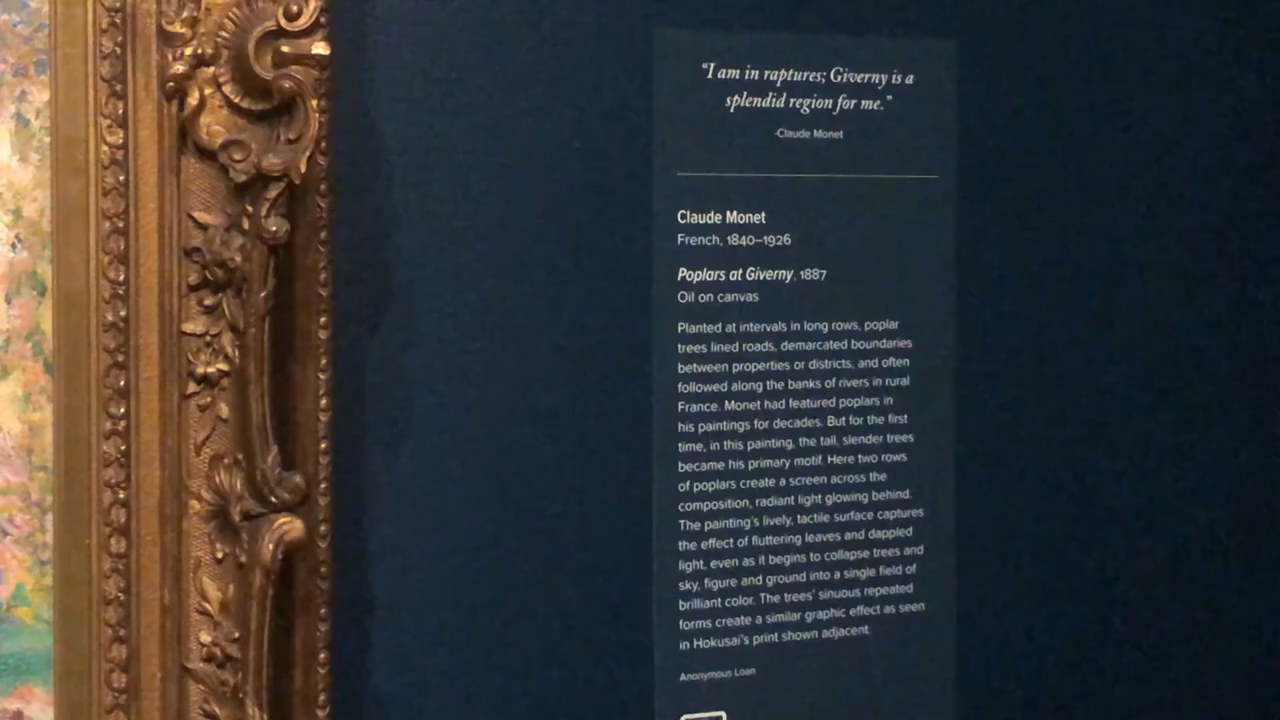 “I am in raptures; Giverny is a
splendid region for me.”
-Claude Monet
Claude Monet
French, 1840–1926
Poplars at Giverny, 1887
Oil on canvas
Planted at intervals in long rows, poplar
trees lined roads, demarcated boundaries
between properties or districts, and often
followed along the banks of rivers in rural
France. Monet had featured poplars in
his paintings for decades. But for the first
time, in this painting, the tall, slender trees
became his primary motif. Here two rows
of poplars create a screen across the
composition, radiant light glowing behind.
The painting’s lively, tactile surface captures
the effect of fluttering leaves and dappled
light, even as it begins to collapse trees and
sky, figure and ground into a single field of
brilliant color. The trees’ sinuous repeated
forms create a similar graphic effect as seen
in Hokusai’s print shown adjacent.
Anonymous Loan